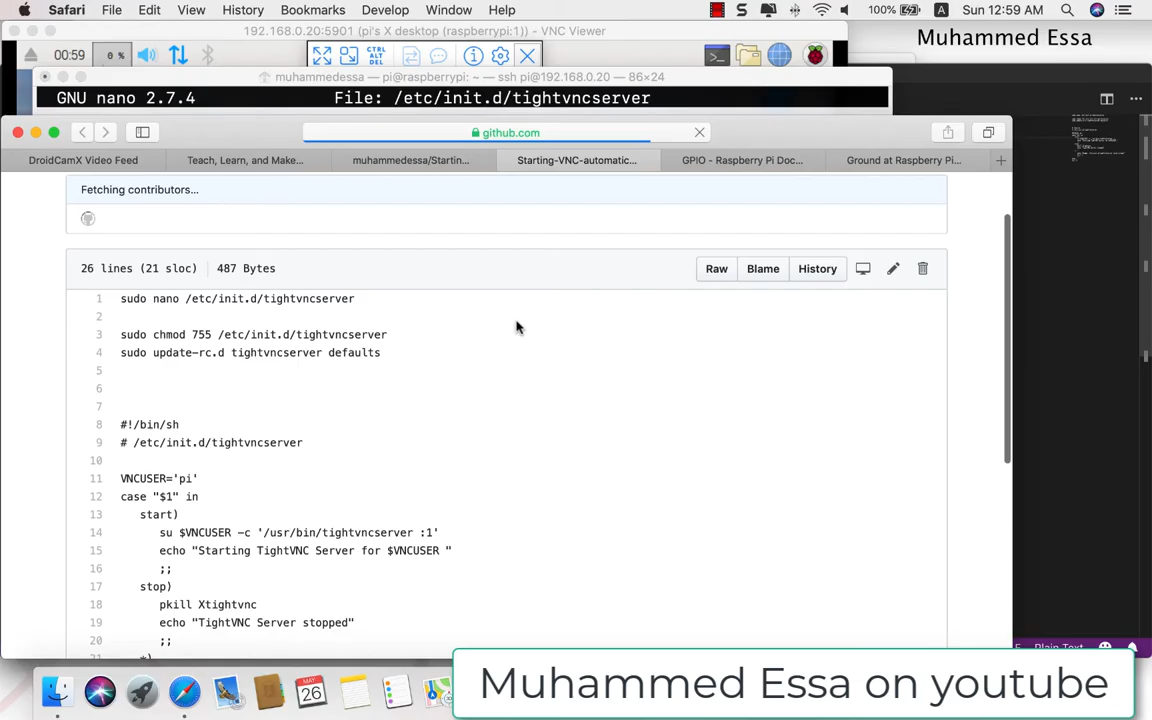 Safari File Edit View History Bookmarks Develop Window Help 100% A Sun 12:59 AM
Muhammed Essa
192.168.0.20:5901 (pi's X desktop (raspberrypi:1)) - VNC Viewer
00:59 0 % CTRL ALT DEL
muhammedessa — pi@raspberrypi: ~ — ssh pi@192.168.0.20 — 86×24
GNU nano 2.7.4 File: /etc/init.d/tightvncserver
github.com
DroidCamX Video Feed Teach, Learn, and Make... muhammedessa/Startin... Starting-VNC-automatic... GPIO - Raspberry Pi Doc... Ground at Raspberry Pi...
Fetching contributors...
26 lines (21 sloc) 487 Bytes Raw Blame History
1 sudo nano /etc/init.d/tightvncserver
2
3 sudo chmod 755 /etc/init.d/tightvncserver
4 sudo update-rc.d tightvncserver defaults
5
6
7
8 #!/bin/sh
9 # /etc/init.d/tightvncserver
10
11 VNCUSER='pi'
12 case "$1" in
13 start)
14 su $VNCUSER -c '/usr/bin/tightvncserver :1'
15 echo "Starting TightVNC Server for $VNCUSER "
16 ;;
17 stop)
18 pkill Xtightvnc
19 echo "TightVNC Server stopped"
20 ;;
21 *)
Plain Text
MAY 26
Muhammed Essa on youtube